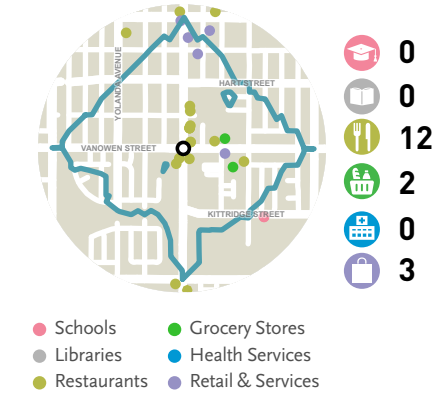 YOLANDA AVENUE
HART STREET
VANOWEN STREET
KITTRIDGE STREET
0
0
12
2
0
3
Schools
Grocery Stores
Libraries
Health Services
Restaurants
Retail & Services